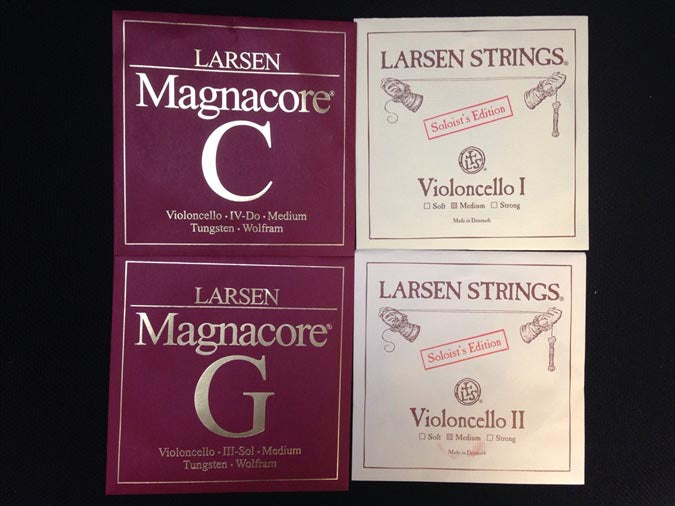 LARSEN
Magnacore®
C
Violoncello · IV-Do · Medium
Tungsten · Wolfram
LARSEN STRINGS®
Soloist's Edition
Violoncello I
Soft Medium Strong
Made in Denmark
LARSEN
Magnacore®
G
Violoncello · III-Sol · Medium
Tungsten · Wolfram
LARSEN STRINGS®
Soloist's Edition
Violoncello II
Soft Medium Strong
Made in Denmark